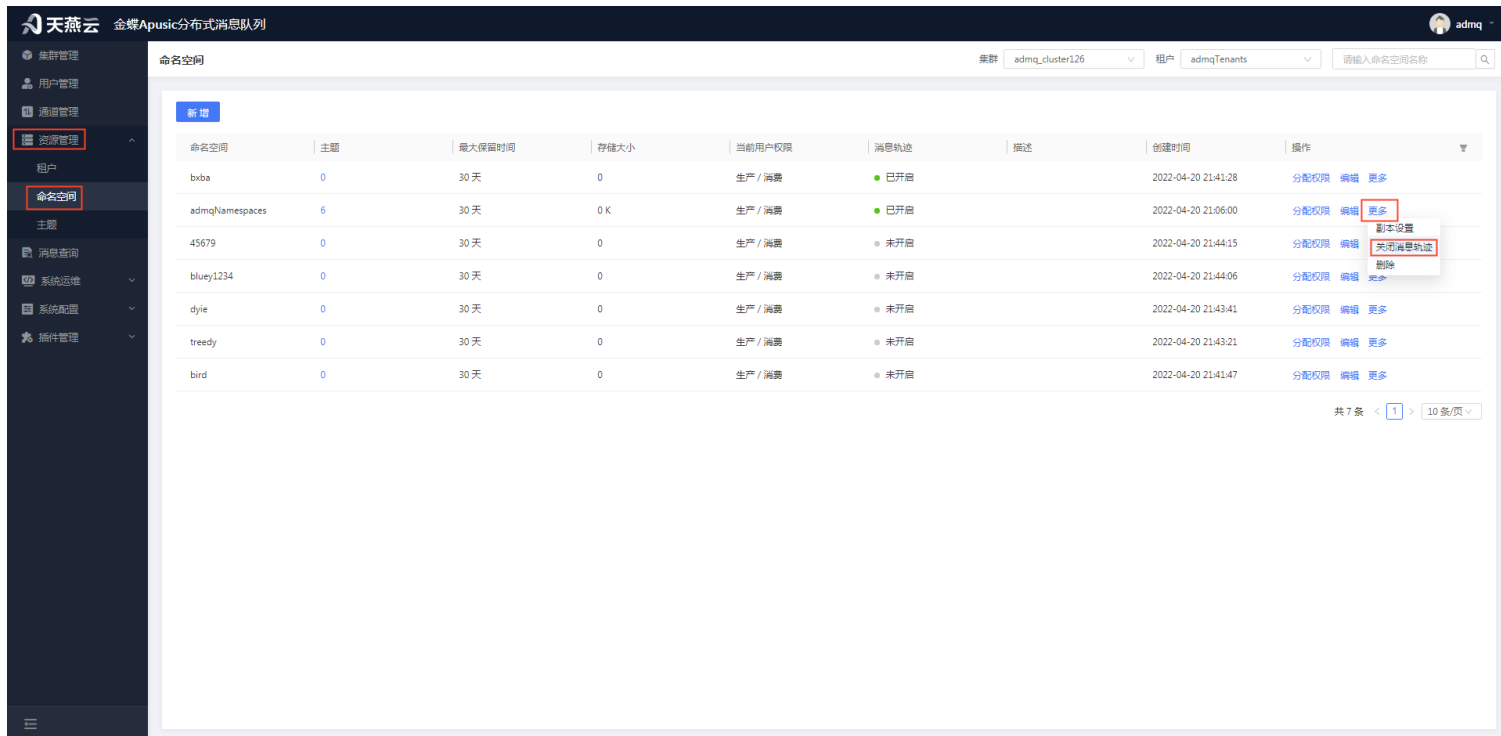 天燕云 金蝶Apusic分布式消息队列 admq
集群管理
用户管理
通道管理
资源管理
租户
命名空间
主题
消息查询
系统运维
系统配置
插件管理
命名空间 集群 admq_cluster126 租户 admqTenants 请输入命名空间名称
新增
命名空间 主题 最大保留时间 存储大小 当前用户权限 消息轨迹 描述 创建时间 操作
bxba 0 30 天 0 生产 / 消费 已开启 2022-04-20 21:41:28 分配权限 编辑 更多
admqNamespaces 6 30 天 0 K 生产 / 消费 已开启 2022-04-20 21:06:00 分配权限 编辑 更多
副本设置
关闭消息轨迹
删除
45679 0 30 天 0 生产 / 消费 未开启 2022-04-20 21:44:15 分配权限 编辑
bluey1234 0 30 天 0 生产 / 消费 未开启 2022-04-20 21:44:06 分配权限 编辑 更多
dyie 0 30 天 0 生产 / 消费 未开启 2022-04-20 21:43:41 分配权限 编辑 更多
treedy 0 30 天 0 生产 / 消费 未开启 2022-04-20 21:43:21 分配权限 编辑 更多
bird 0 30 天 0 生产 / 消费 未开启 2022-04-20 21:41:47 分配权限 编辑 更多
共 7 条 < 1 > 10 条/页